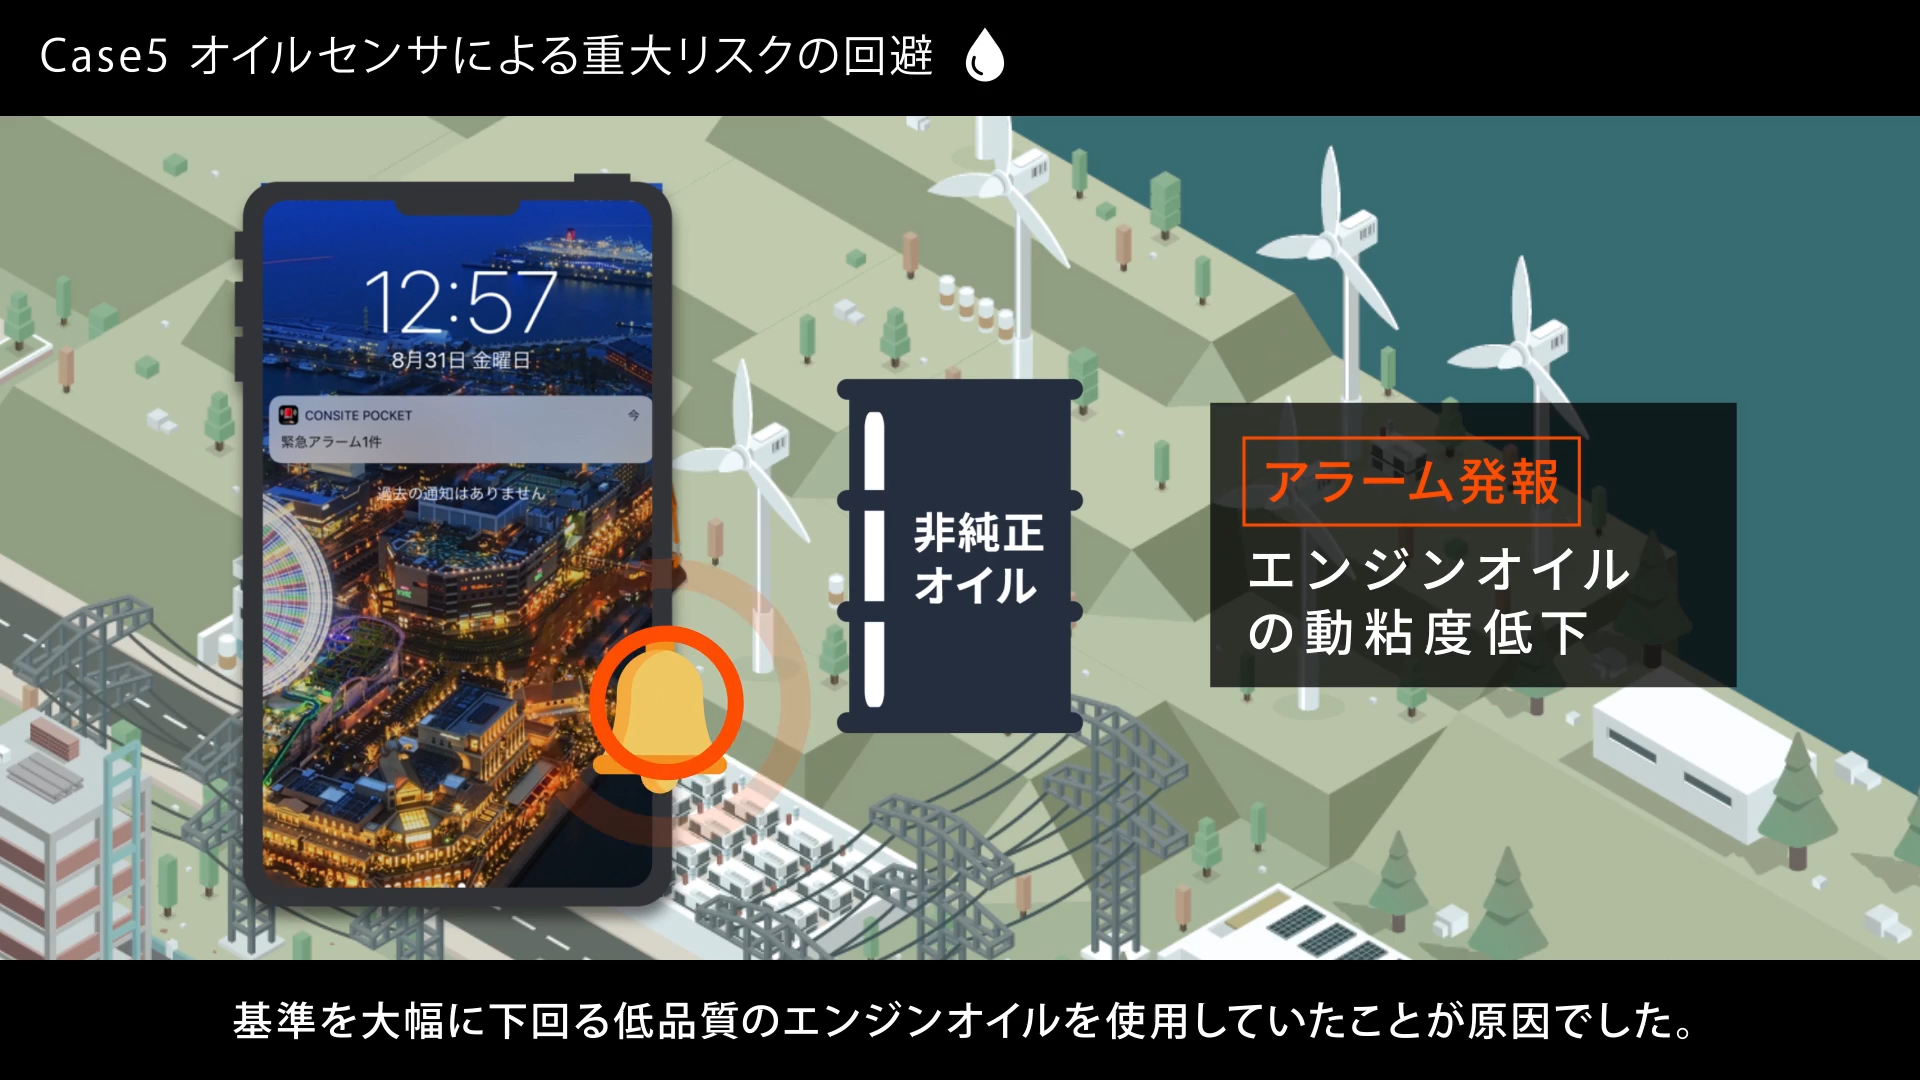 Case5 オイルセンサによる重大リスクの回避
12:57
8月31日 金曜日
CONSITE POCKET
今
緊急アラーム1件
過去の通知はありません
非純正
オイル
アラーム発報
エンジンオイル
の動粘度低下
基準を大幅に下回る低品質のエンジンオイルを使用していたことが原因でした。